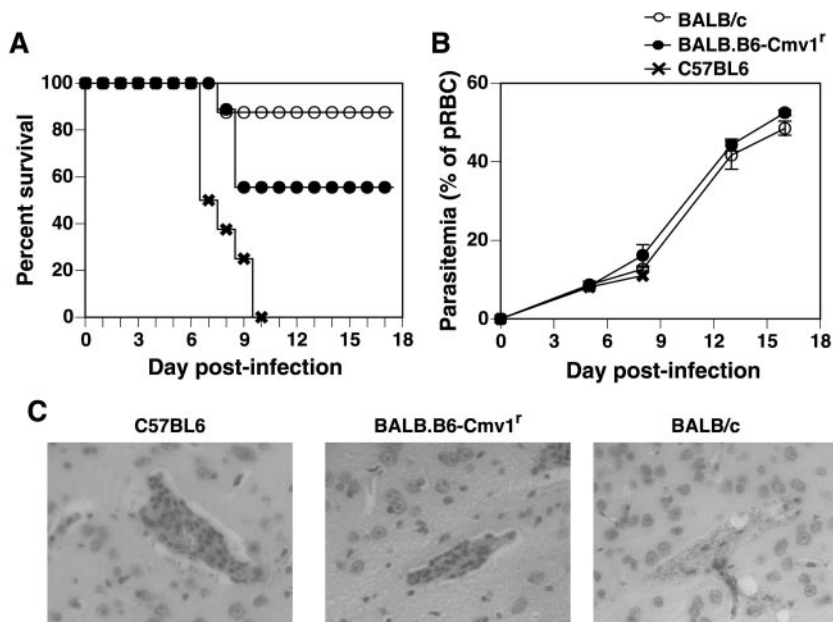 BALB/c
BALB.B6-Cmv1r
C57BL6
A
B
Percent survival
100
80
60
40
20
0
0 3 6 9 12 15 18
Day post-infection
Parasitemia (% of pRBC)
60
40
20
0
0 3 6 9 12 15 18
Day post-infection
C
C57BL6
BALB.B6-Cmv1r
BALB/c